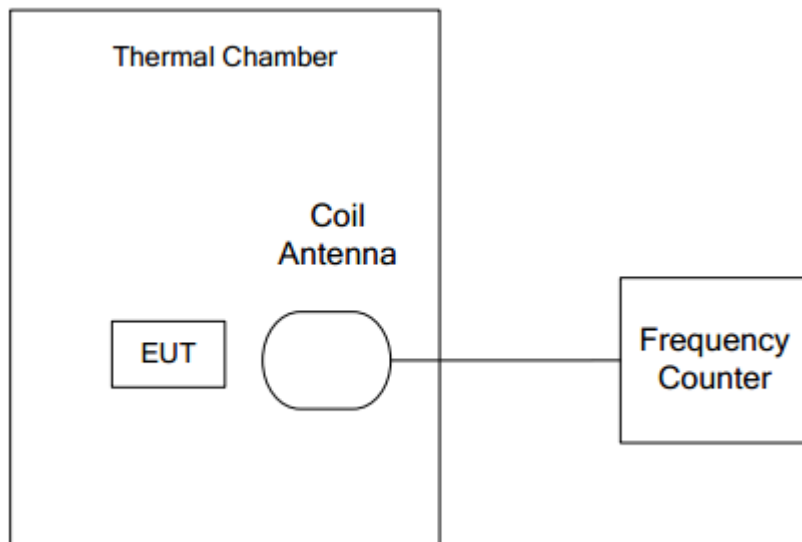 Thermal Chamber
Coil
Antenna
EUT
Frequency
Counter